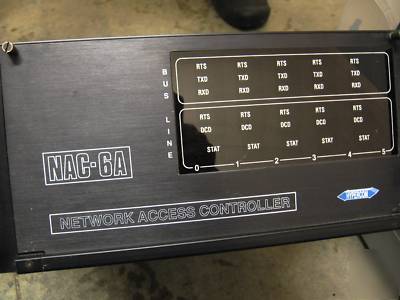 BUS
RTS RTS RTS RTS RTS
TXD TXD TXD TXD TXD
RXD RXD RXD RXD RXD
LINE
RTS RTS RTS RTS RTS
DCD DCD DCD DCD DCD
STAT STAT STAT STAT STAT
0 1 2 3 4 5
NAC-6A
HYPERCOM
NETWORK ACCESS CONTROLLER